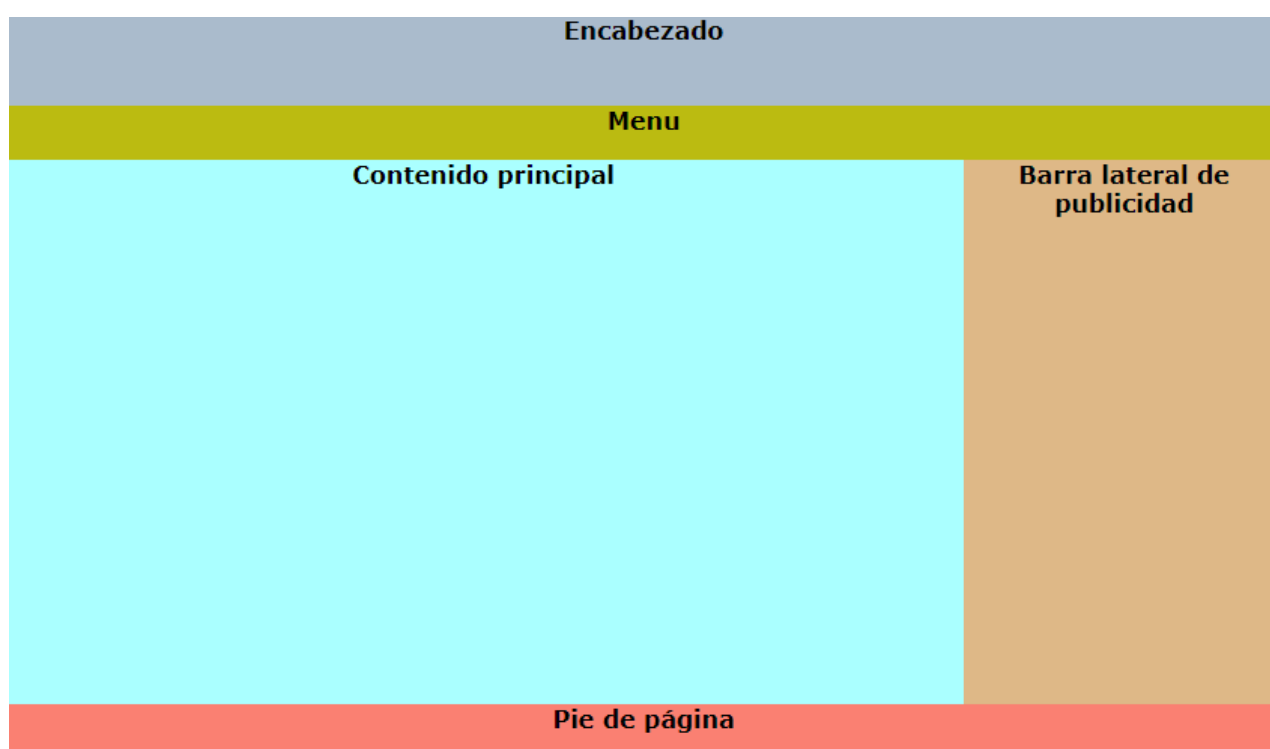 Encabezado
Menu
Contenido principal
Barra lateral de
publicidad
Pie de página